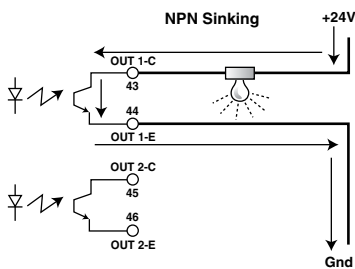 NPN Sinking
+24V
OUT 1-C
43
44
OUT 1-E
OUT 2-C
45
46
OUT 2-E
Gnd